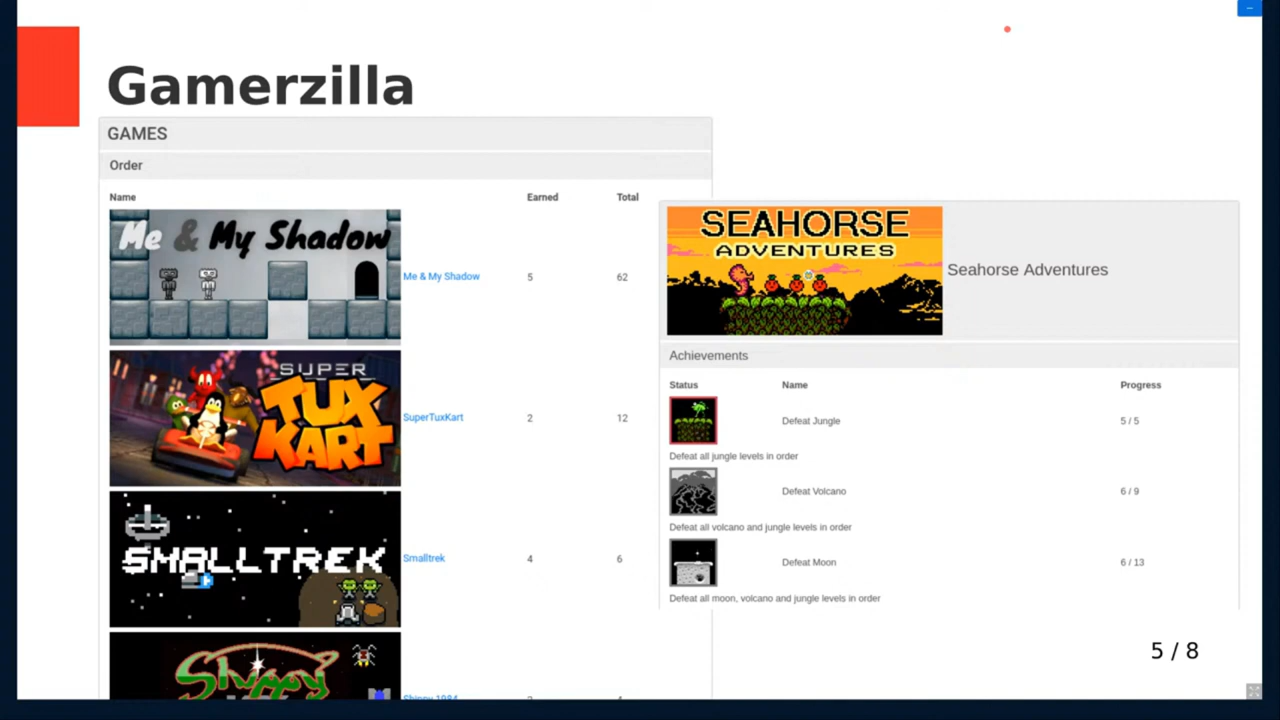 Gamerzilla
GAMES
Order
Name Earned Total
Me & My Shadow
Me & My Shadow 5 62
SUPER
TUX
KART
SuperTuxKart 2 12
SMALLTREK
Smalltrek 4 6
Shippy
Shippy 1984
SEAHORSE
ADVENTURES
Seahorse Adventures
Achievements
Status Name Progress
Defeat Jungle 5 / 5
Defeat all jungle levels in order
Defeat Volcano 6 / 9
Defeat all volcano and jungle levels in order
Defeat Moon 6 / 13
Defeat all moon, volcano and jungle levels in order
5 / 8